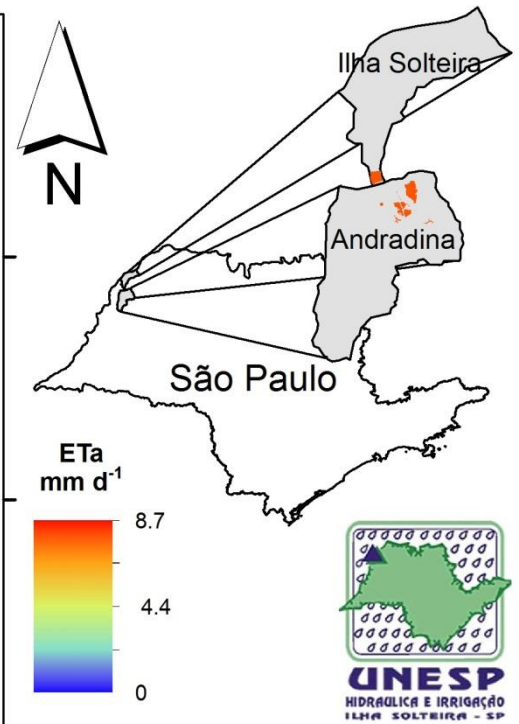 Ilha Solteira
N
Andradina
São Paulo
ETa
mm d⁻¹
8.7
4.4
0
UNESP
HIDRAULICA E IRRIGAÇÃO
ILHA SOLTEIRA - SP